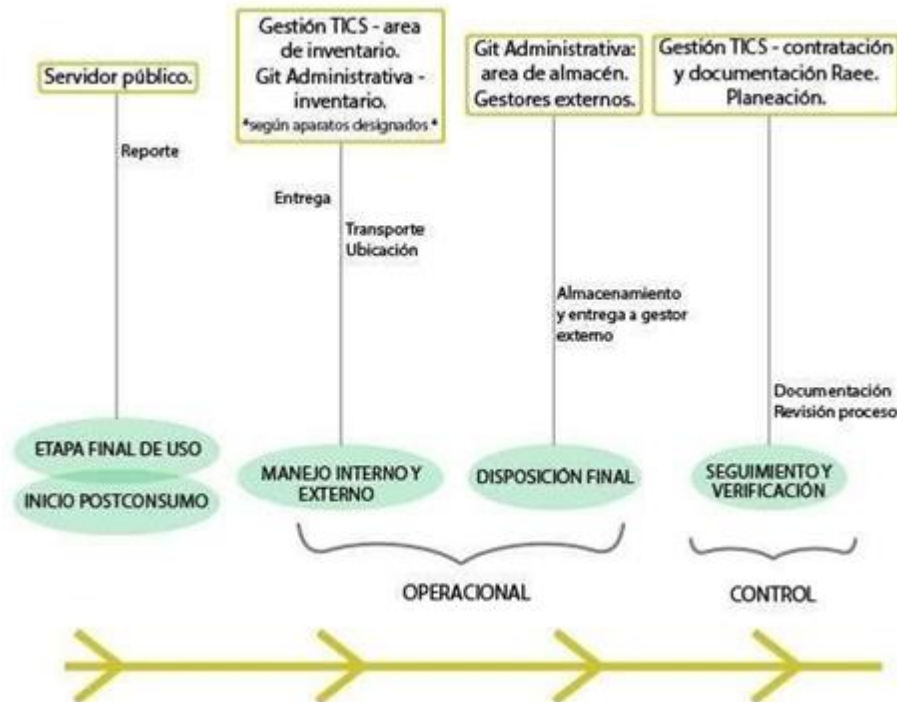 Servidor público.
Reporte
ETAPA FINAL DE USO
INICIO POSTCONSUMO
Gestión TICS - area
de inventario.
Git Administrativa -
inventario.
*según aparatos designados *
Entrega
Transporte
Ubicación
MANEJO INTERNO Y
EXTERNO
Git Administrativa:
area de almacén.
Gestores externos.
Almacenamiento
y entrega a gestor
externo
DISPOSICIÓN FINAL
Gestión TICS - contratación
y documentación Raee.
Planeación.
Documentación
Revisión proceso
SEGUIMIENTO Y
VERIFICACIÓN
OPERACIONAL
CONTROL